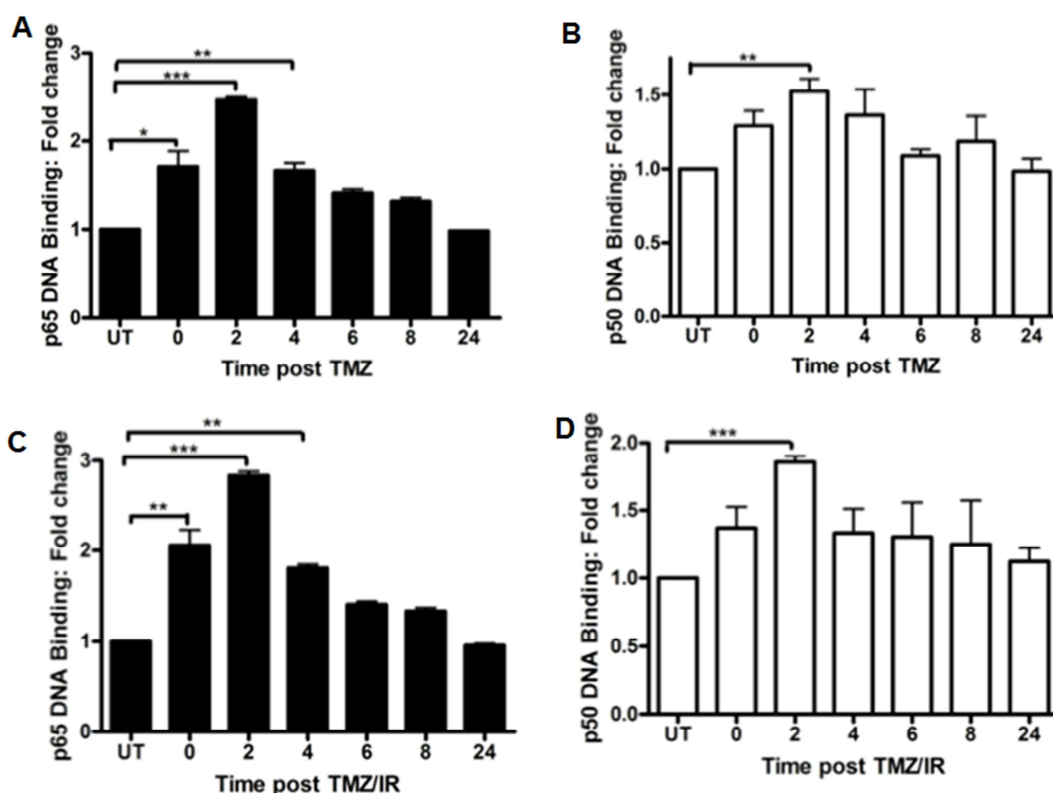 A
p65 DNA Binding: Fold change
3
2
1
0
**
***
*
UT 0 2 4 6 8 24
Time post TMZ
B
p50 DNA Binding: Fold change
1.5
1.0
0.5
0.0
**
UT 0 2 4 6 8 24
Time post TMZ
C
p65 DNA Binding: Fold change
3
2
1
0
**
***
**
UT 0 2 4 6 8 24
Time post TMZ/IR
D
p50 DNA Binding: Fold change
2.0
1.5
1.0
0.5
0.0
***
UT 0 2 4 6 8 24
Time post TMZ/IR